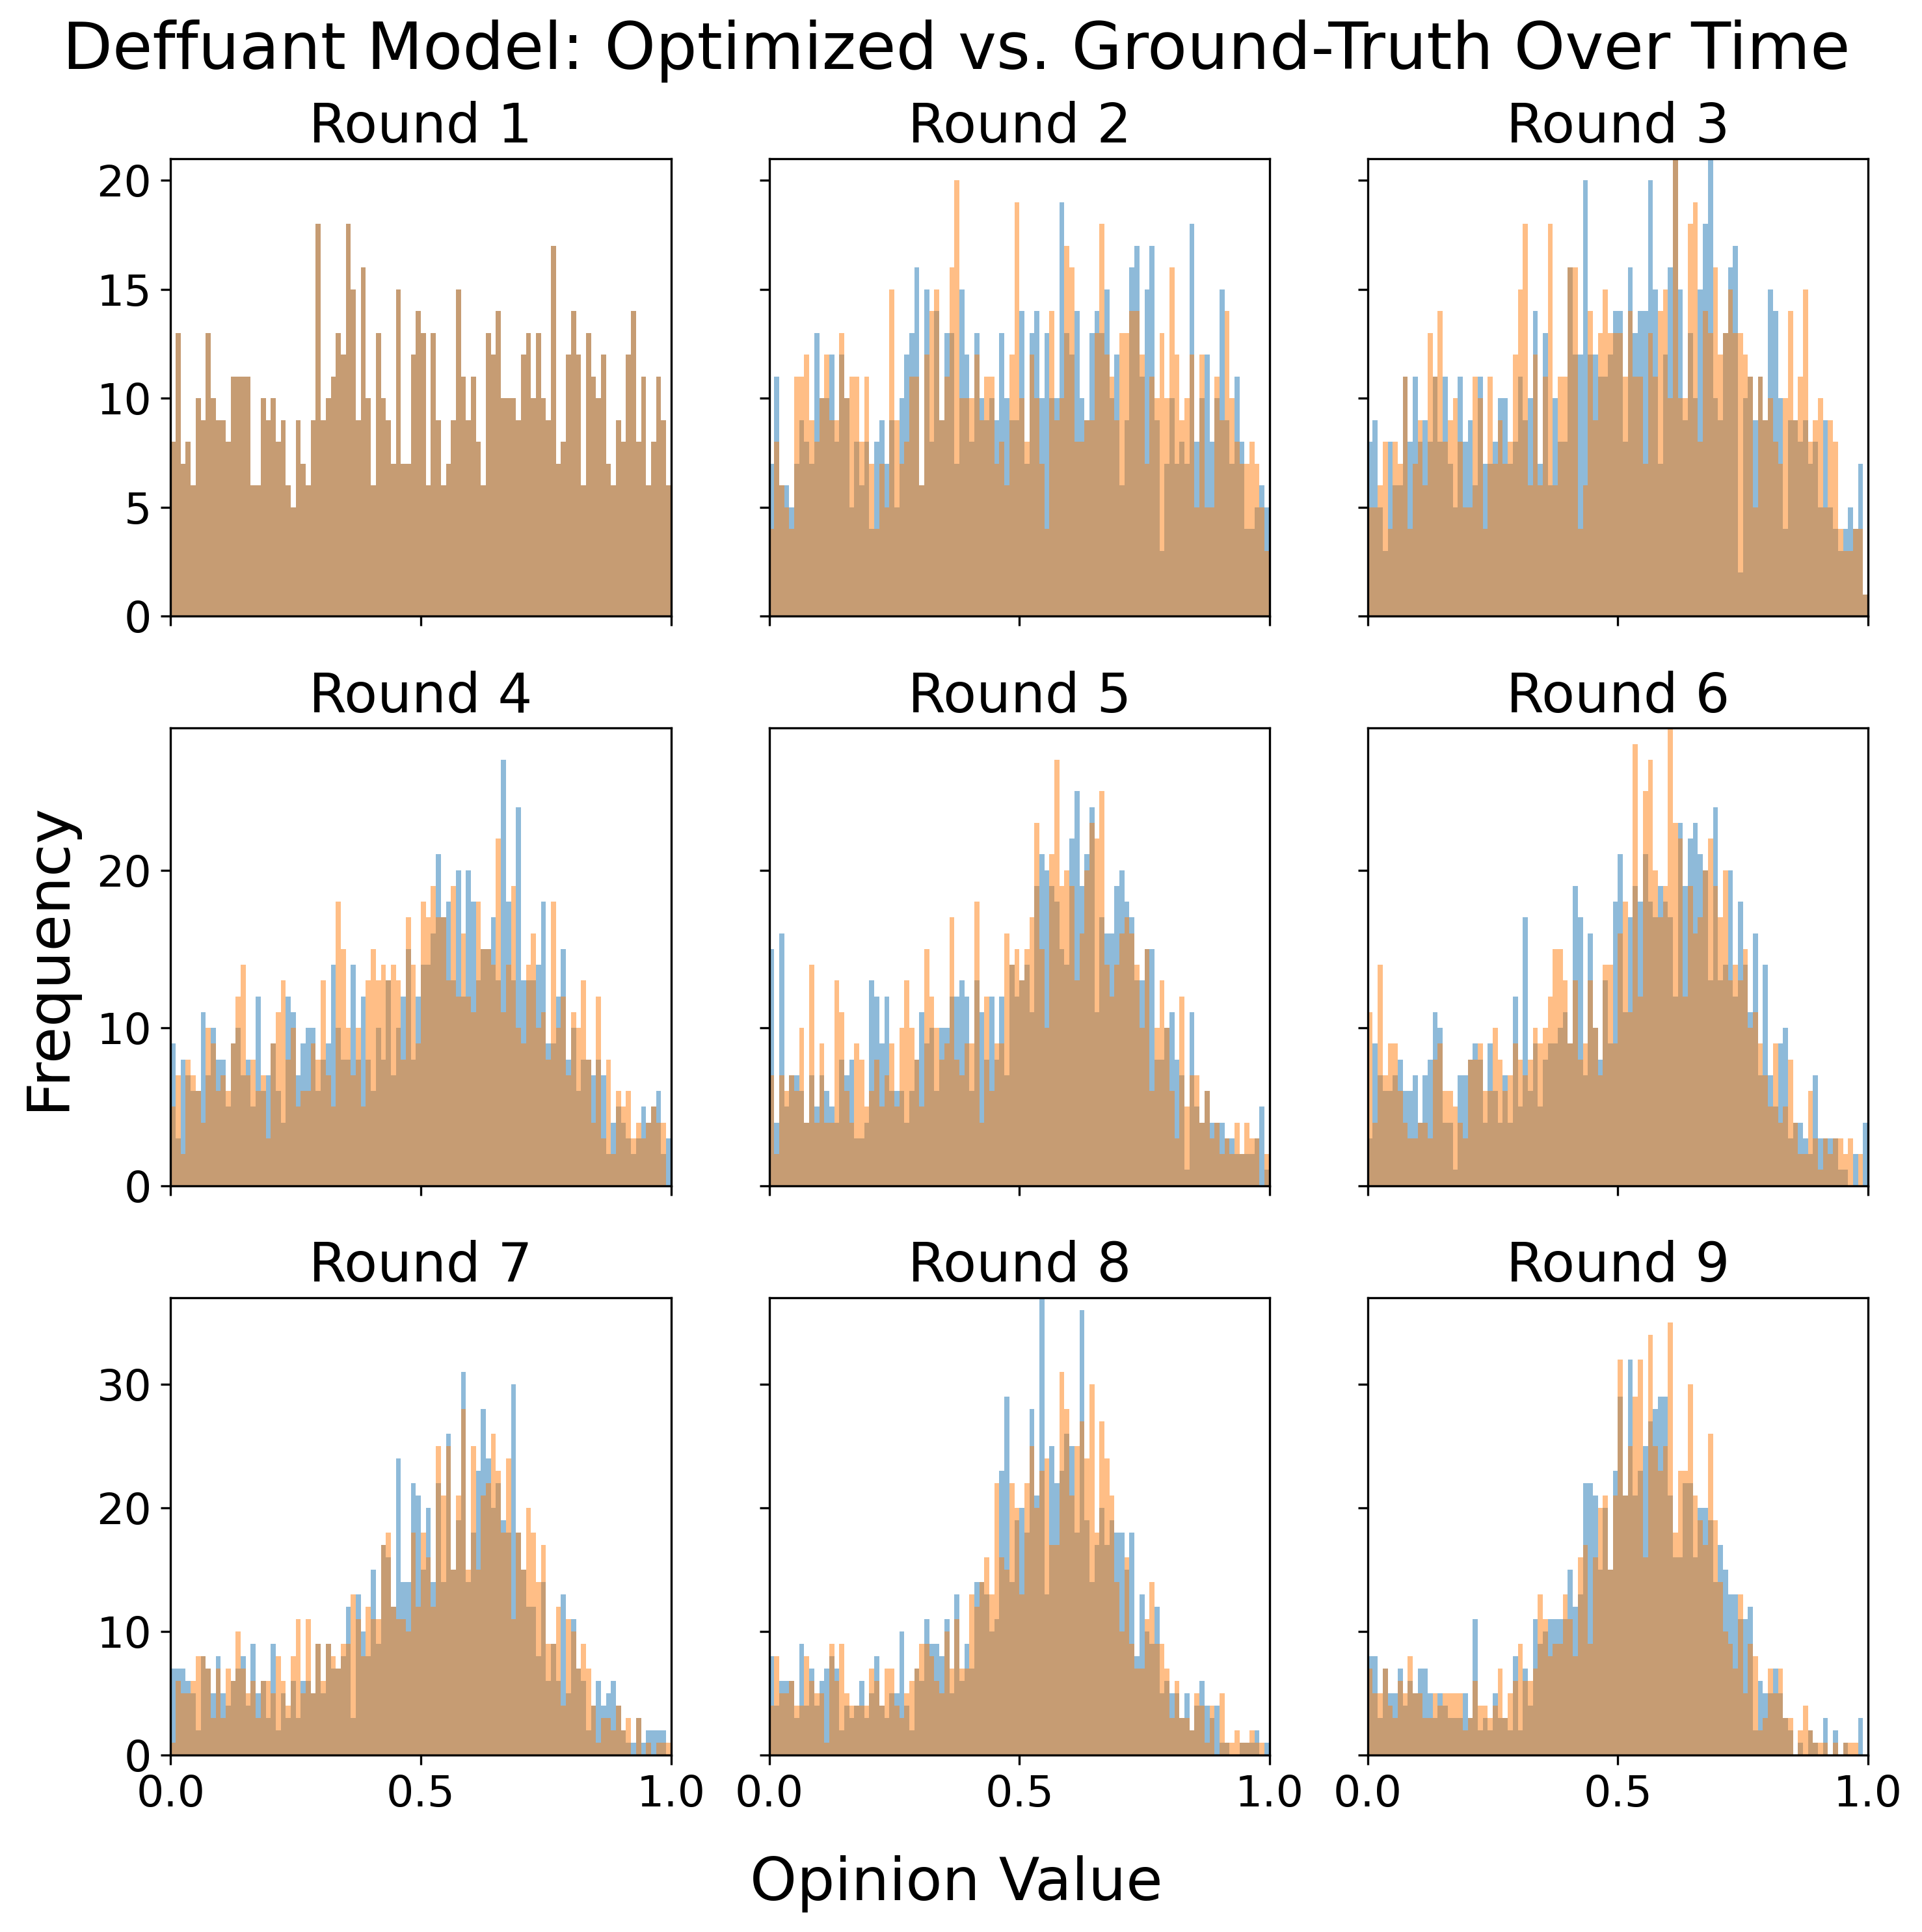 Deffuant Model: Optimized vs. Ground-Truth Over Time
Round 1
Round 2
Round 3
20
15
10
5
0
Round 4
Round 5
Round 6
Frequency
20
10
0
Round 7
Round 8
Round 9
30
20
10
0
0.0 0.5 1.0 0.0 0.5 1.0 0.0 0.5 1.0
Opinion Value